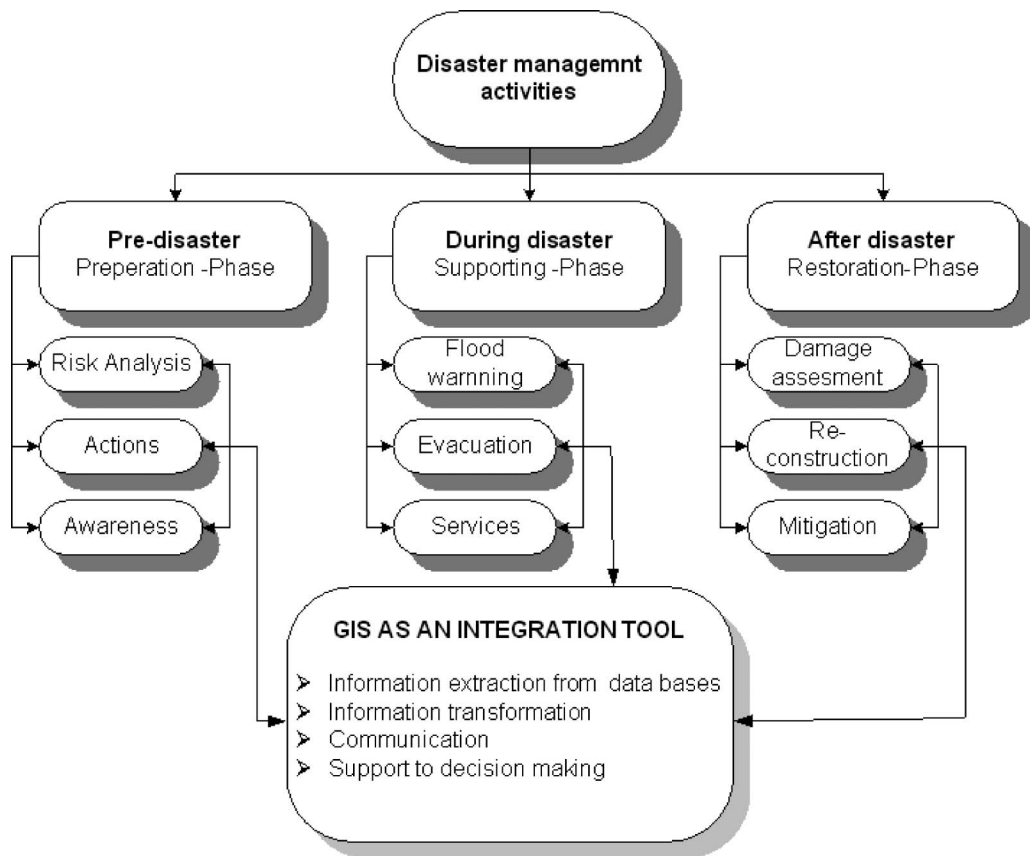 Disaster managemnt
activities
Pre-disaster
Preperation -Phase
During disaster
Supporting -Phase
After disaster
Restoration-Phase
Risk Analysis
Actions
Awareness
Flood
warnning
Evacuation
Services
Damage
assesment
Re-
construction
Mitigation
GIS AS AN INTEGRATION TOOL
➢ Information extraction from data bases
➢ Information transformation
➢ Communication
➢ Support to decision making